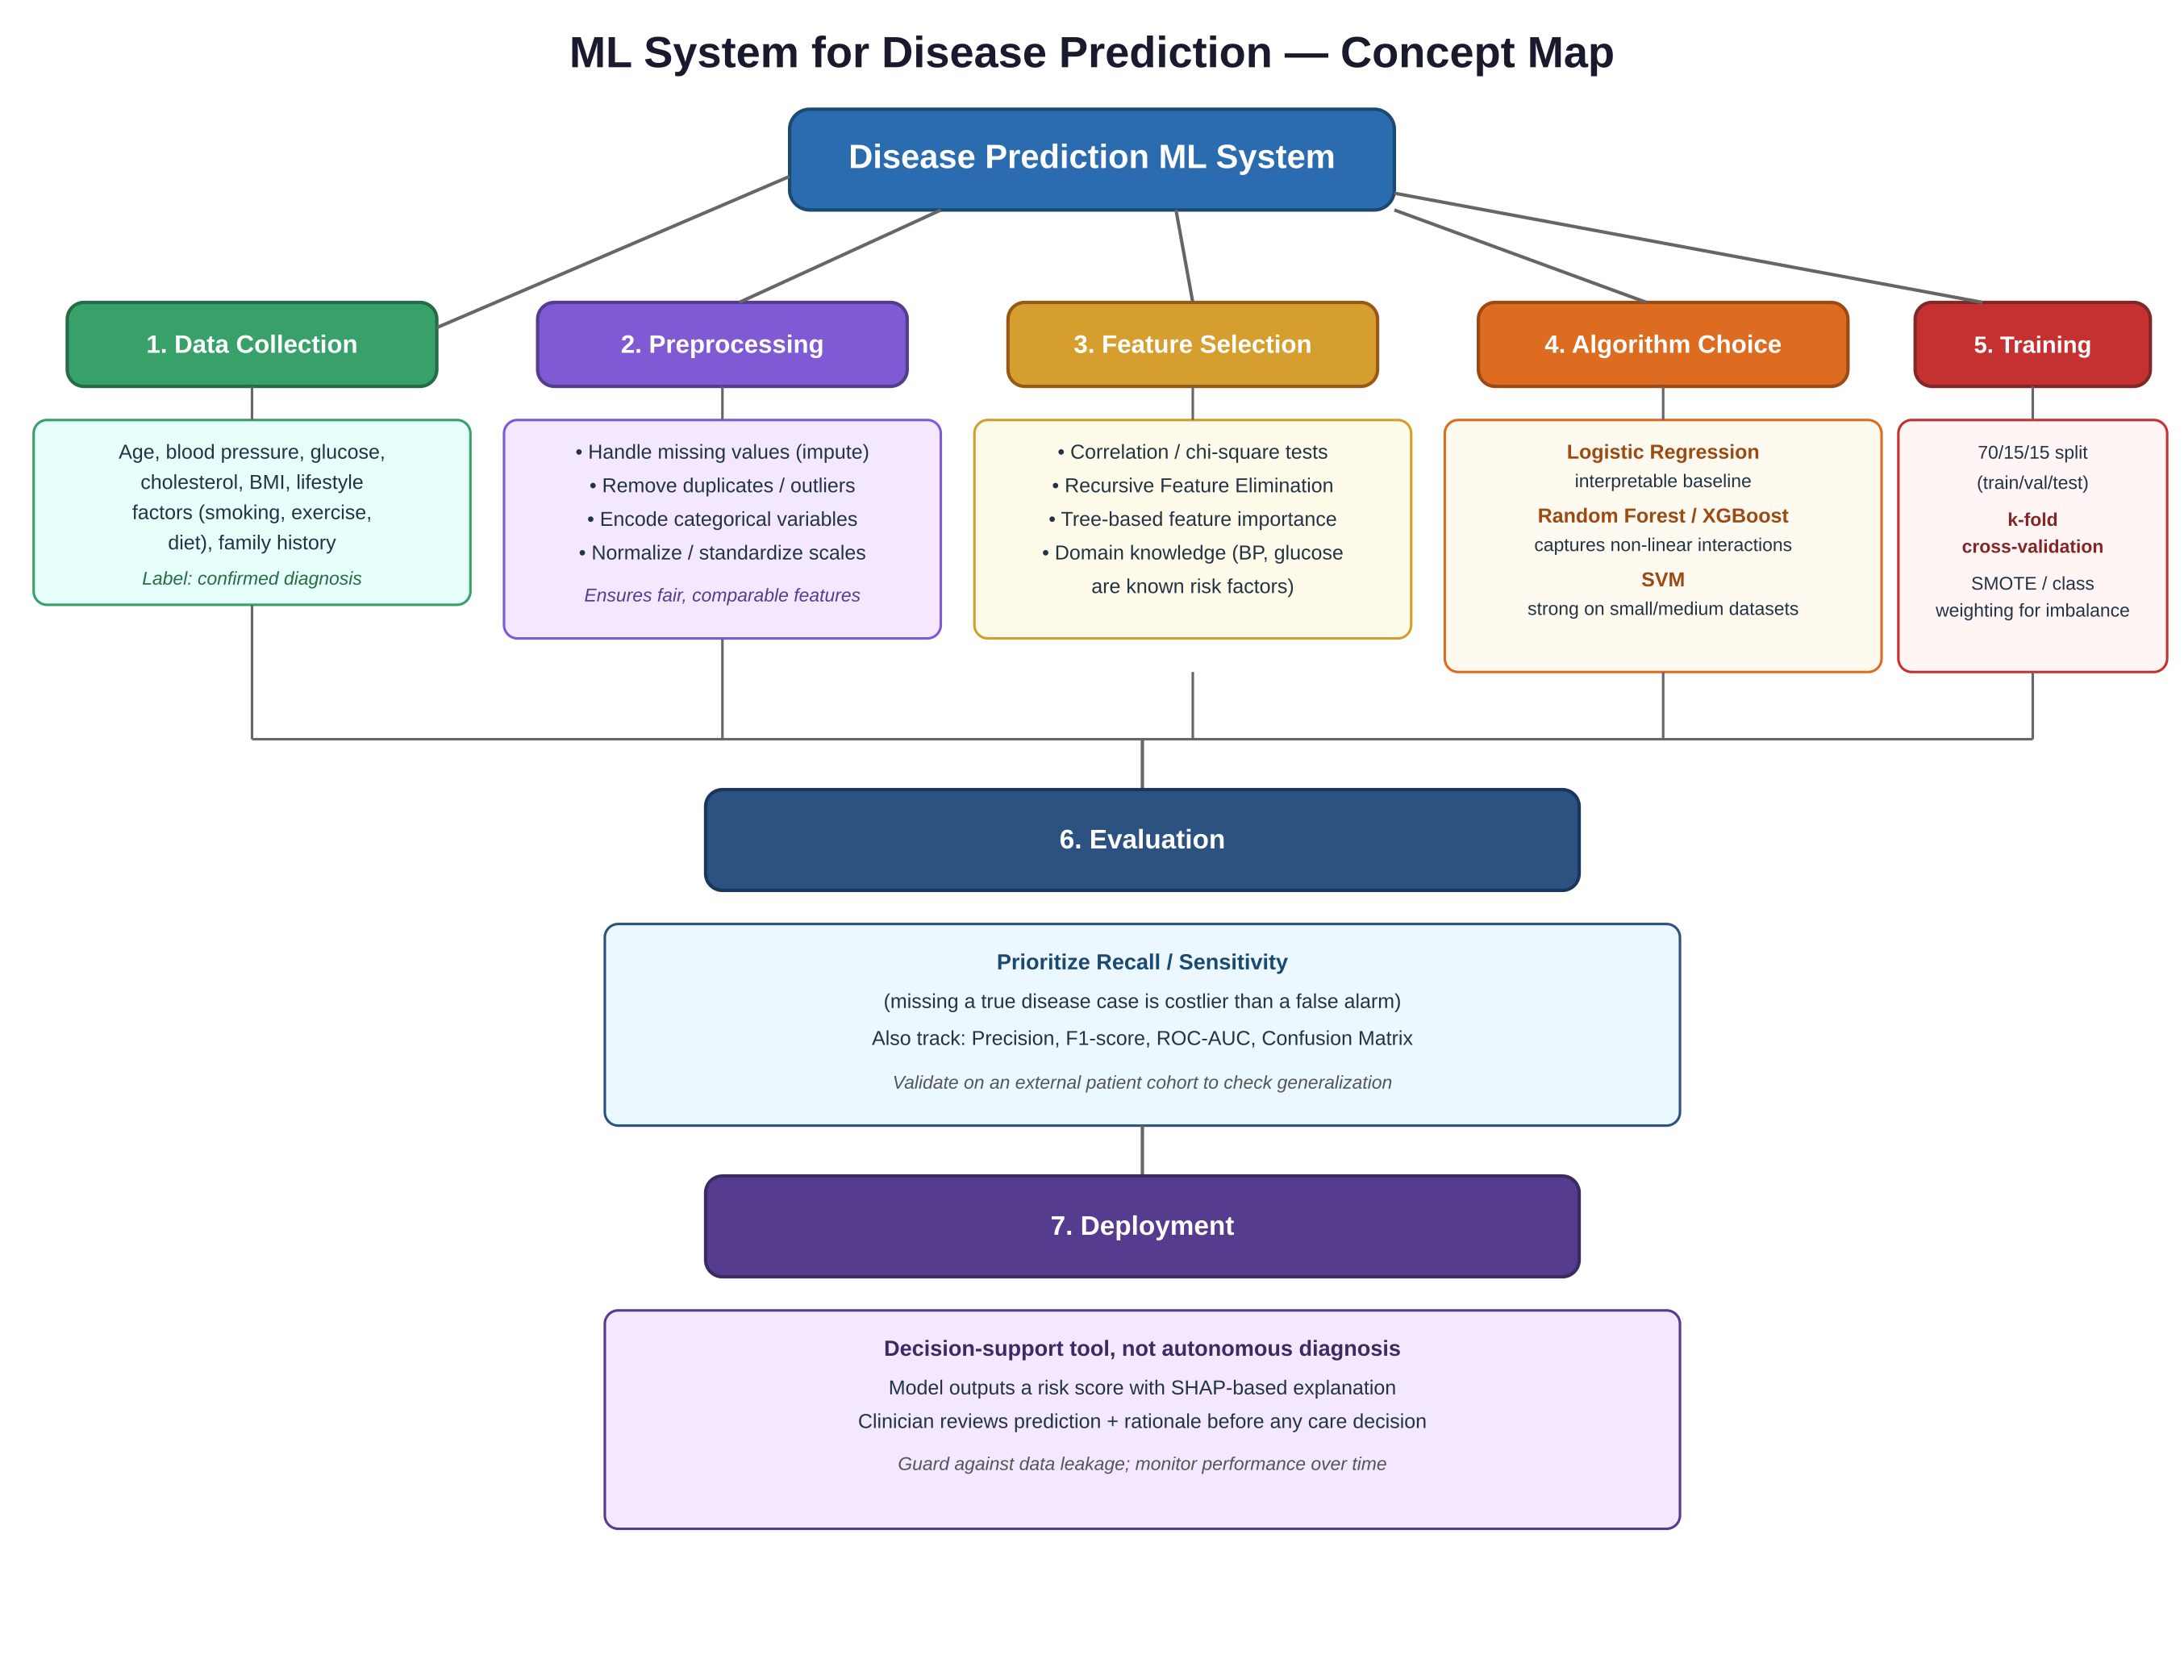 ML System for Disease Prediction — Concept Map
Disease Prediction ML System
1. Data Collection
Age, blood pressure, glucose,
cholesterol, BMI, lifestyle
factors (smoking, exercise,
diet), family history
Label: confirmed diagnosis
2. Preprocessing
• Handle missing values (impute)
• Remove duplicates / outliers
• Encode categorical variables
• Normalize / standardize scales
Ensures fair, comparable features
3. Feature Selection
• Correlation / chi-square tests
• Recursive Feature Elimination
• Tree-based feature importance
• Domain knowledge (BP, glucose
are known risk factors)
4. Algorithm Choice
Logistic Regression
interpretable baseline
Random Forest / XGBoost
captures non-linear interactions
SVM
strong on small/medium datasets
5. Training
70/15/15 split
(train/val/test)
k-fold
cross-validation
SMOTE / class
weighting for imbalance
6. Evaluation
Prioritize Recall / Sensitivity
(missing a true disease case is costlier than a false alarm)
Also track: Precision, F1-score, ROC-AUC, Confusion Matrix
Validate on an external patient cohort to check generalization
7. Deployment
Decision-support tool, not autonomous diagnosis
Model outputs a risk score with SHAP-based explanation
Clinician reviews prediction + rationale before any care decision
Guard against data leakage; monitor performance over time